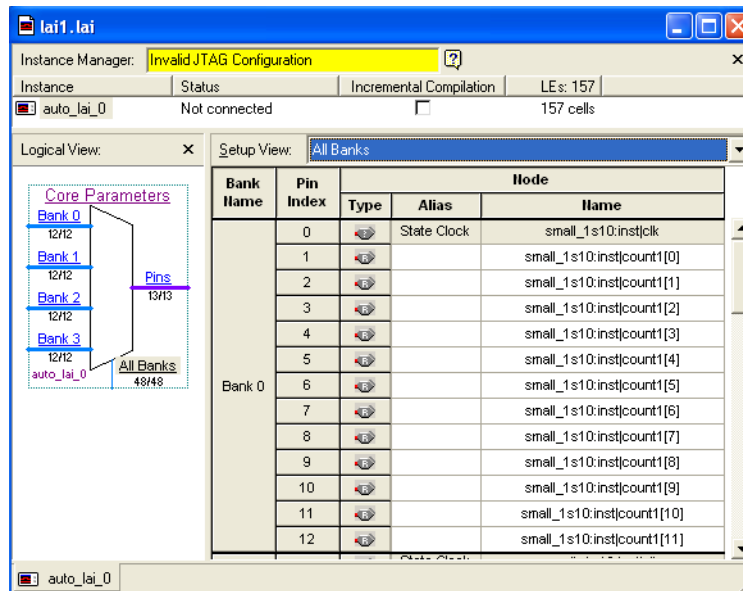 lai1.lai
Instance Manager: Invalid JTAG Configuration
Instance Status Incremental Compilation LEs: 157
auto_lai_0 Not connected 157 cells
Logical View: Setup View: All Banks
Core Parameters
Bank 0
12/12
Bank 1
12/12
Bank 2
12/12
Bank 3
12/12
Pins
13/13
auto_lai_0
All Banks
48/48
Bank Name Pin Index Node
Type Alias Name
Bank 0
0 State Clock small_1s10:inst|clk
1 small_1s10:inst|count1[0]
2 small_1s10:inst|count1[1]
3 small_1s10:inst|count1[2]
4 small_1s10:inst|count1[3]
5 small_1s10:inst|count1[4]
6 small_1s10:inst|count1[5]
7 small_1s10:inst|count1[6]
8 small_1s10:inst|count1[7]
9 small_1s10:inst|count1[8]
10 small_1s10:inst|count1[9]
11 small_1s10:inst|count1[10]
12 small_1s10:inst|count1[11]
auto_lai_0